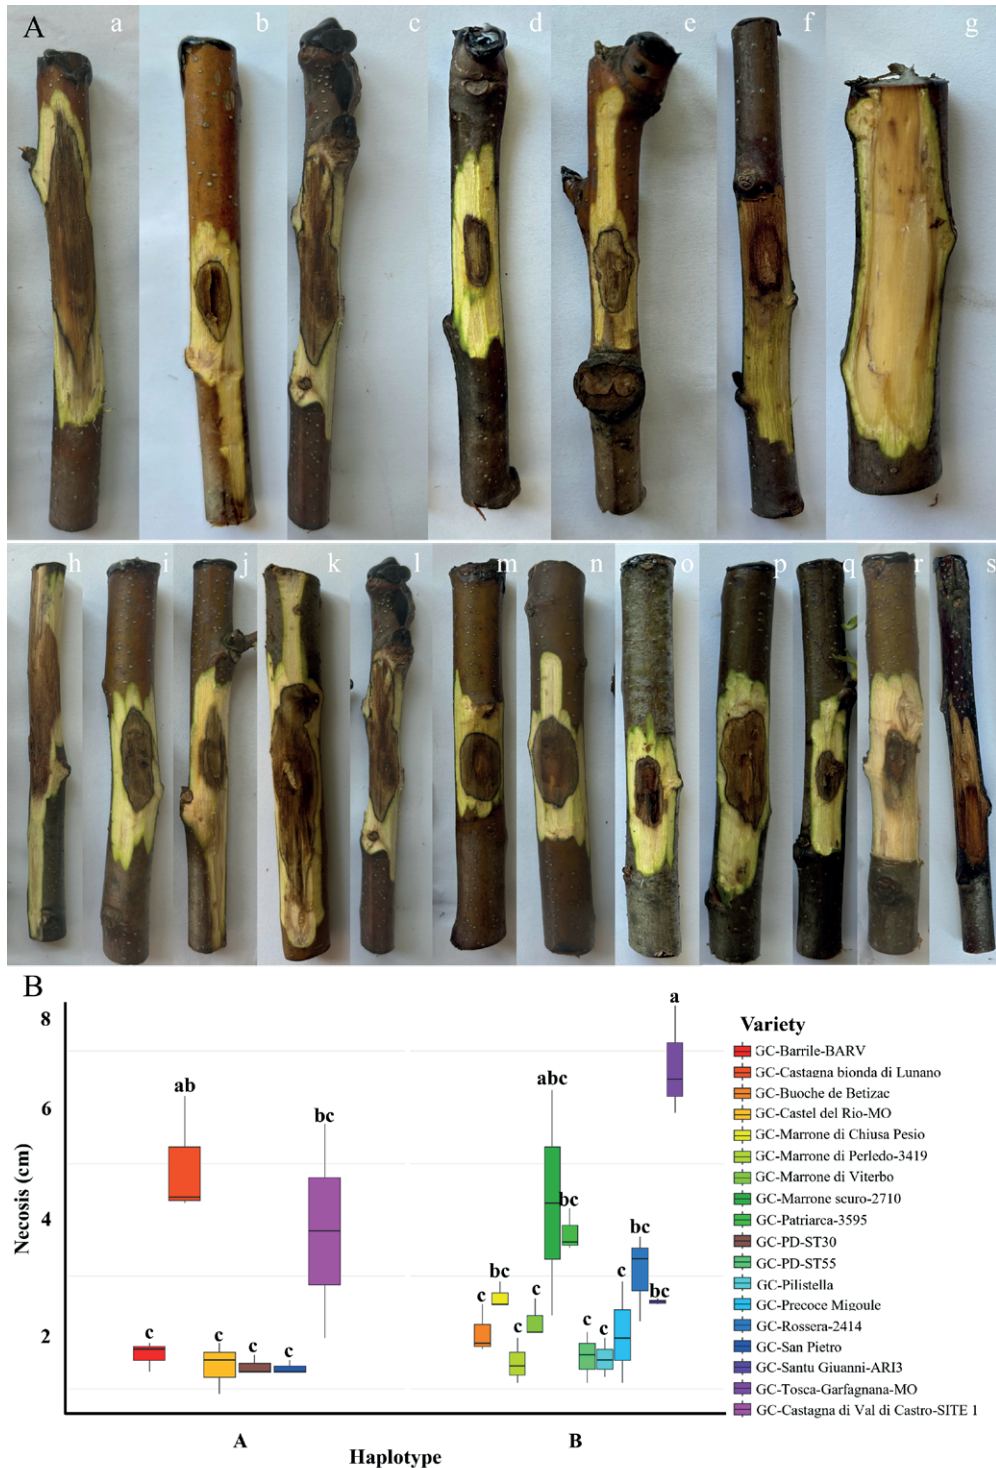 A
a b c d e f g
h i j k l m n o p q r s
B
Necosis (cm)
8
6
4
2
ab
bc
c
c
c
c
a
abc
bc
bc
bc
c
bc
c
c
c
c
c
bc
A
B
Haplotype
Variety
GC-Barrile-BARV
GC-Castagna bionda di Lunano
GC-Buoche de Betizac
GC-Castel del Rio-MO
GC-Marrone di Chiusa Pesio
GC-Marrone di Perledo-3419
GC-Marrone di Viterbo
GC-Marrone scuro-2710
GC-Patriarca-3595
GC-PD-ST30
GC-PD-ST55
GC-Pilistella
GC-Precoce Migoule
GC-Rossera-2414
GC-San Pietro
GC-Santu Giuanni-ARI3
GC-Tosca-Garfagnana-MO
GC-Castagna di Val di Castro-SITE 1